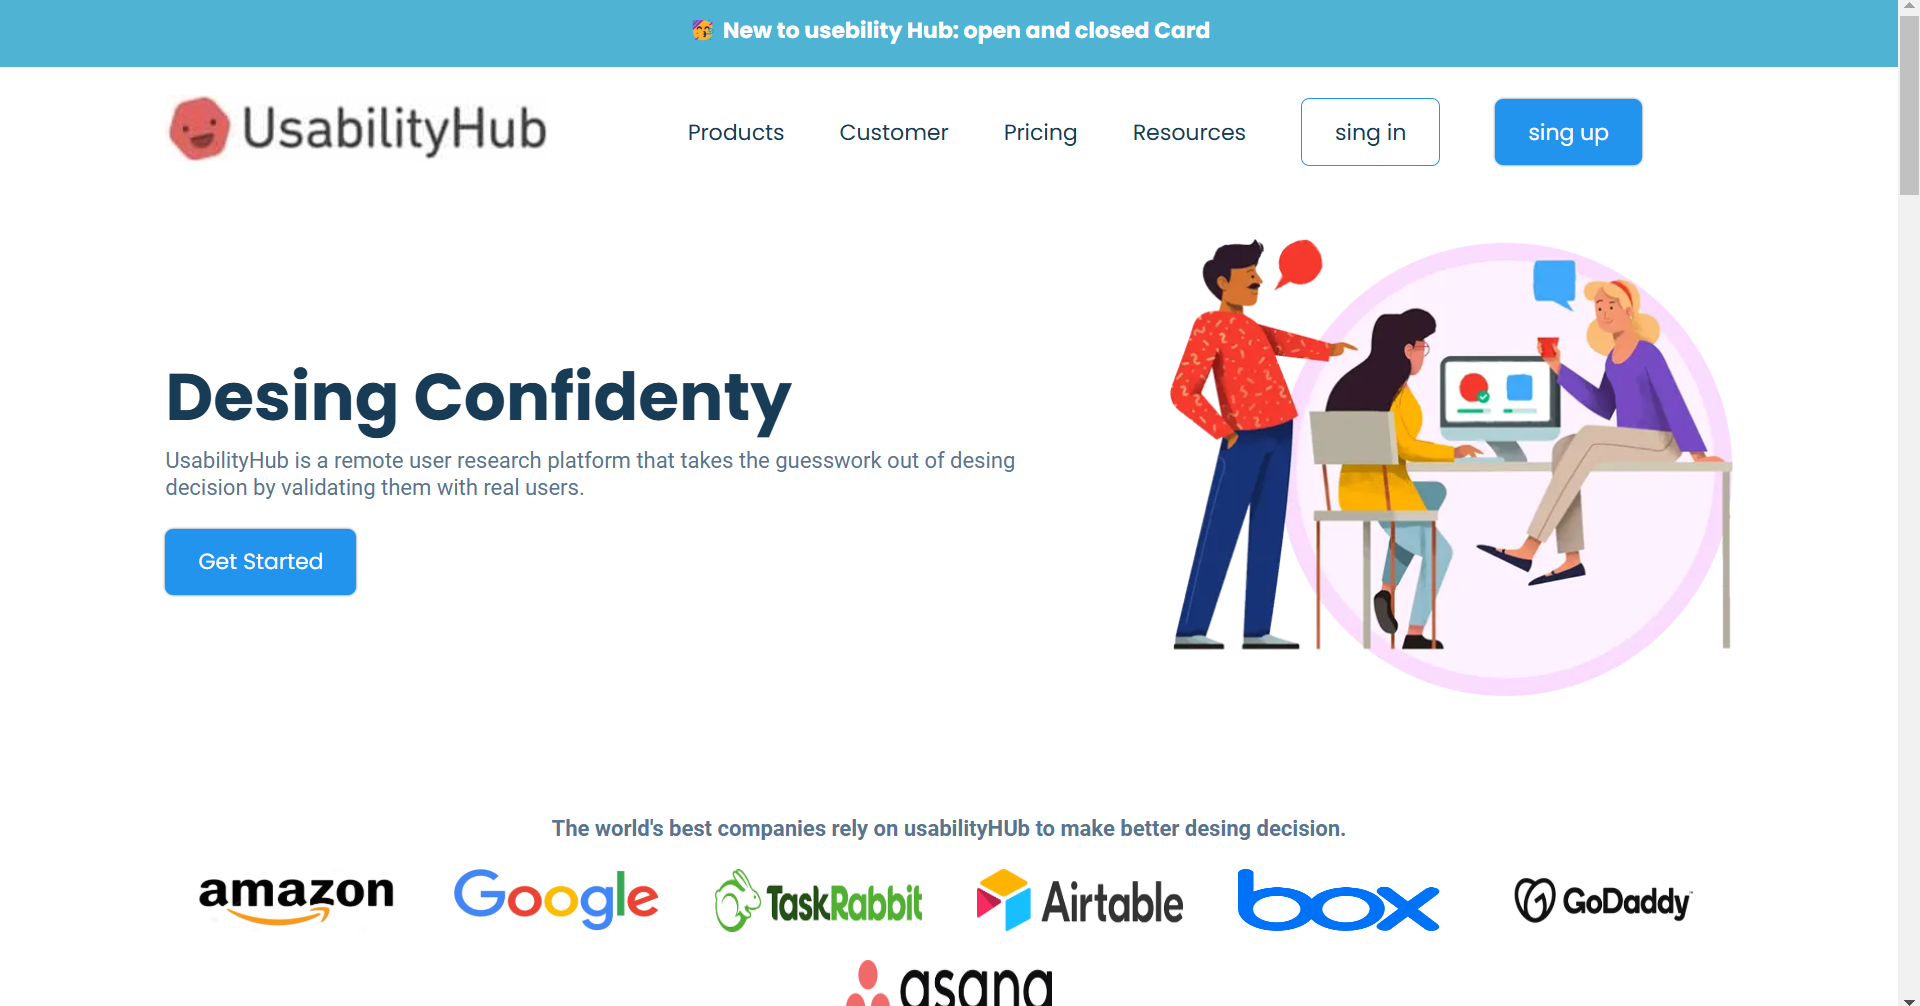 🥳 New to usebility Hub: open and closed Card
UsabilityHub
Products Customer Pricing Resources sing in sing up
Desing Confidenty
UsabilityHub is a remote user research platform that takes the guesswork out of desing
decision by validating them with real users.
Get Started
The world's best companies rely on usabilityHUb to make better desing decision.
amazon Google TaskRabbit Airtable box GoDaddy
asana